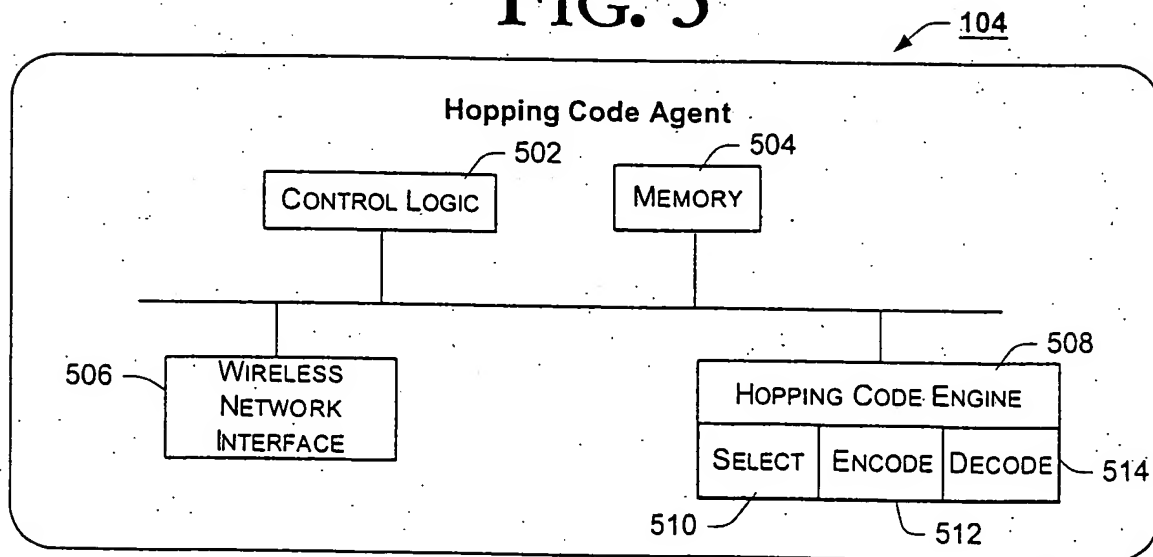 FIG. 5
104
Hopping Code Agent
502
504
CONTROL LOGIC
MEMORY
506
WIRELESS
NETWORK
INTERFACE
508
HOPPING CODE ENGINE
SELECT
ENCODE
DECODE
514
510
512